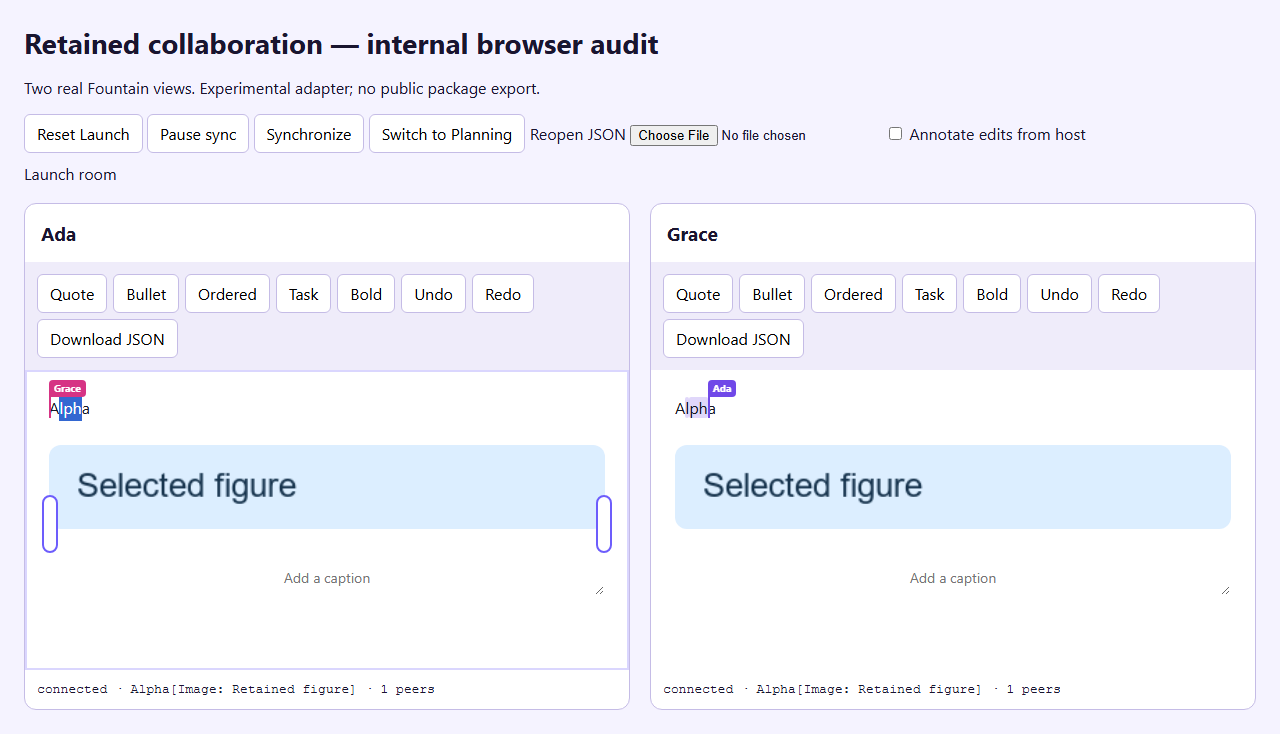 Retained collaboration — internal browser audit
Two real Fountain views. Experimental adapter; no public package export.
Reset Launch Pause sync Synchronize Switch to Planning Reopen JSON Choose File No file chosen Annotate edits from host
Launch room
Ada
Quote Bullet Ordered Task Bold Undo Redo
Download JSON
Grace
Alpha
Selected figure
Add a caption
connected · Alpha[Image: Retained figure] · 1 peers
Grace
Quote Bullet Ordered Task Bold Undo Redo
Download JSON
Ada
Alpha
Selected figure
Add a caption
connected · Alpha[Image: Retained figure] · 1 peers